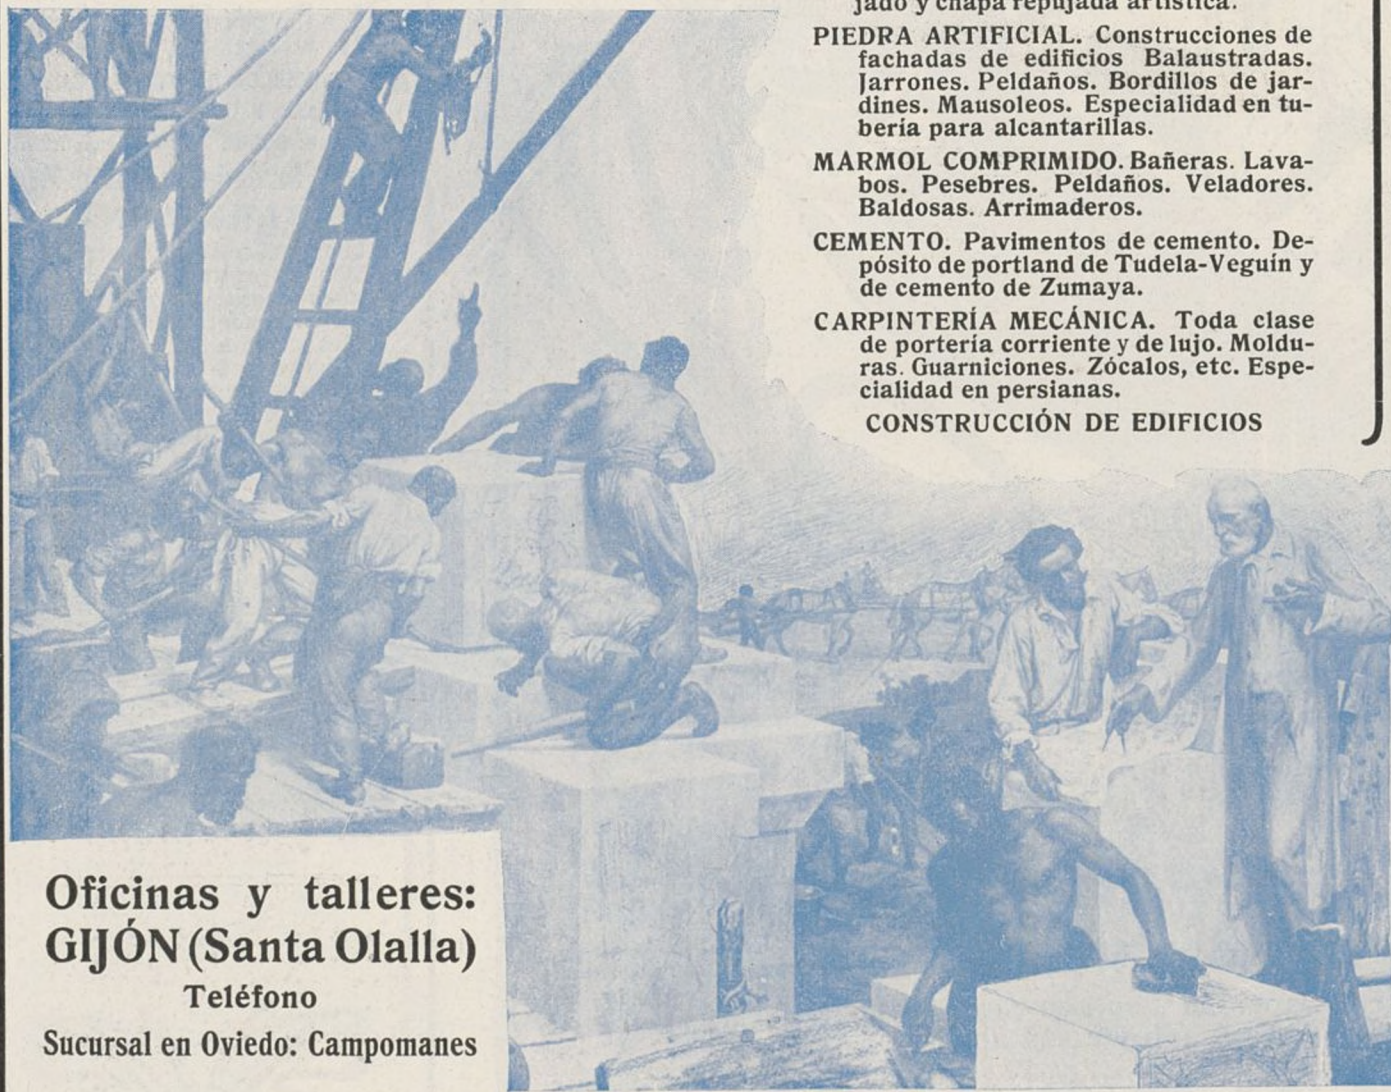 jado y chapa repujada artística.
PIEDRA ARTIFICIAL. Construcciones de
fachadas de edificios Balaustradas.
Jarrones. Peldaños. Bordillos de jar-
dines. Mausoleos. Especialidad en tu-
bería para alcantarillas.
MARMOL COMPRIMIDO. Bañeras. Lava-
bos. Pesebres. Peldaños. Veladores.
Baldosas. Arrimaderos.
CEMENTO. Pavimentos de cemento. De-
pósito de portland de Tudela-Veguín y
de cemento de Zumaya.
CARPINTERÍA MECÁNICA. Toda clase
de portería corriente y de lujo. Moldu-
ras. Guarniciones. Zócalos, etc. Espe-
cialidad en persianas.
CONSTRUCCIÓN DE EDIFICIOS
Oficinas y talleres:
GIJÓN (Santa Olalla)
Teléfono
Sucursal en Oviedo: Campomanes